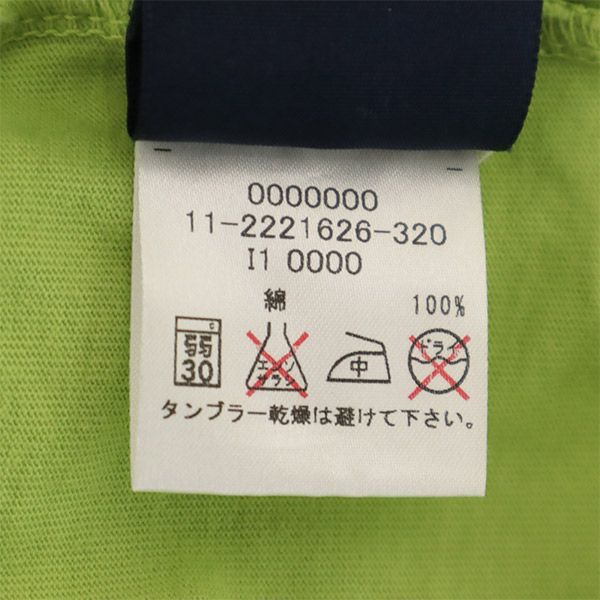 0000000
11-2221626-320
I1 0000
綿 100%
弱 30
エンソ サラシ
中
ドライ
タンブラー乾燥は避けて下さい。